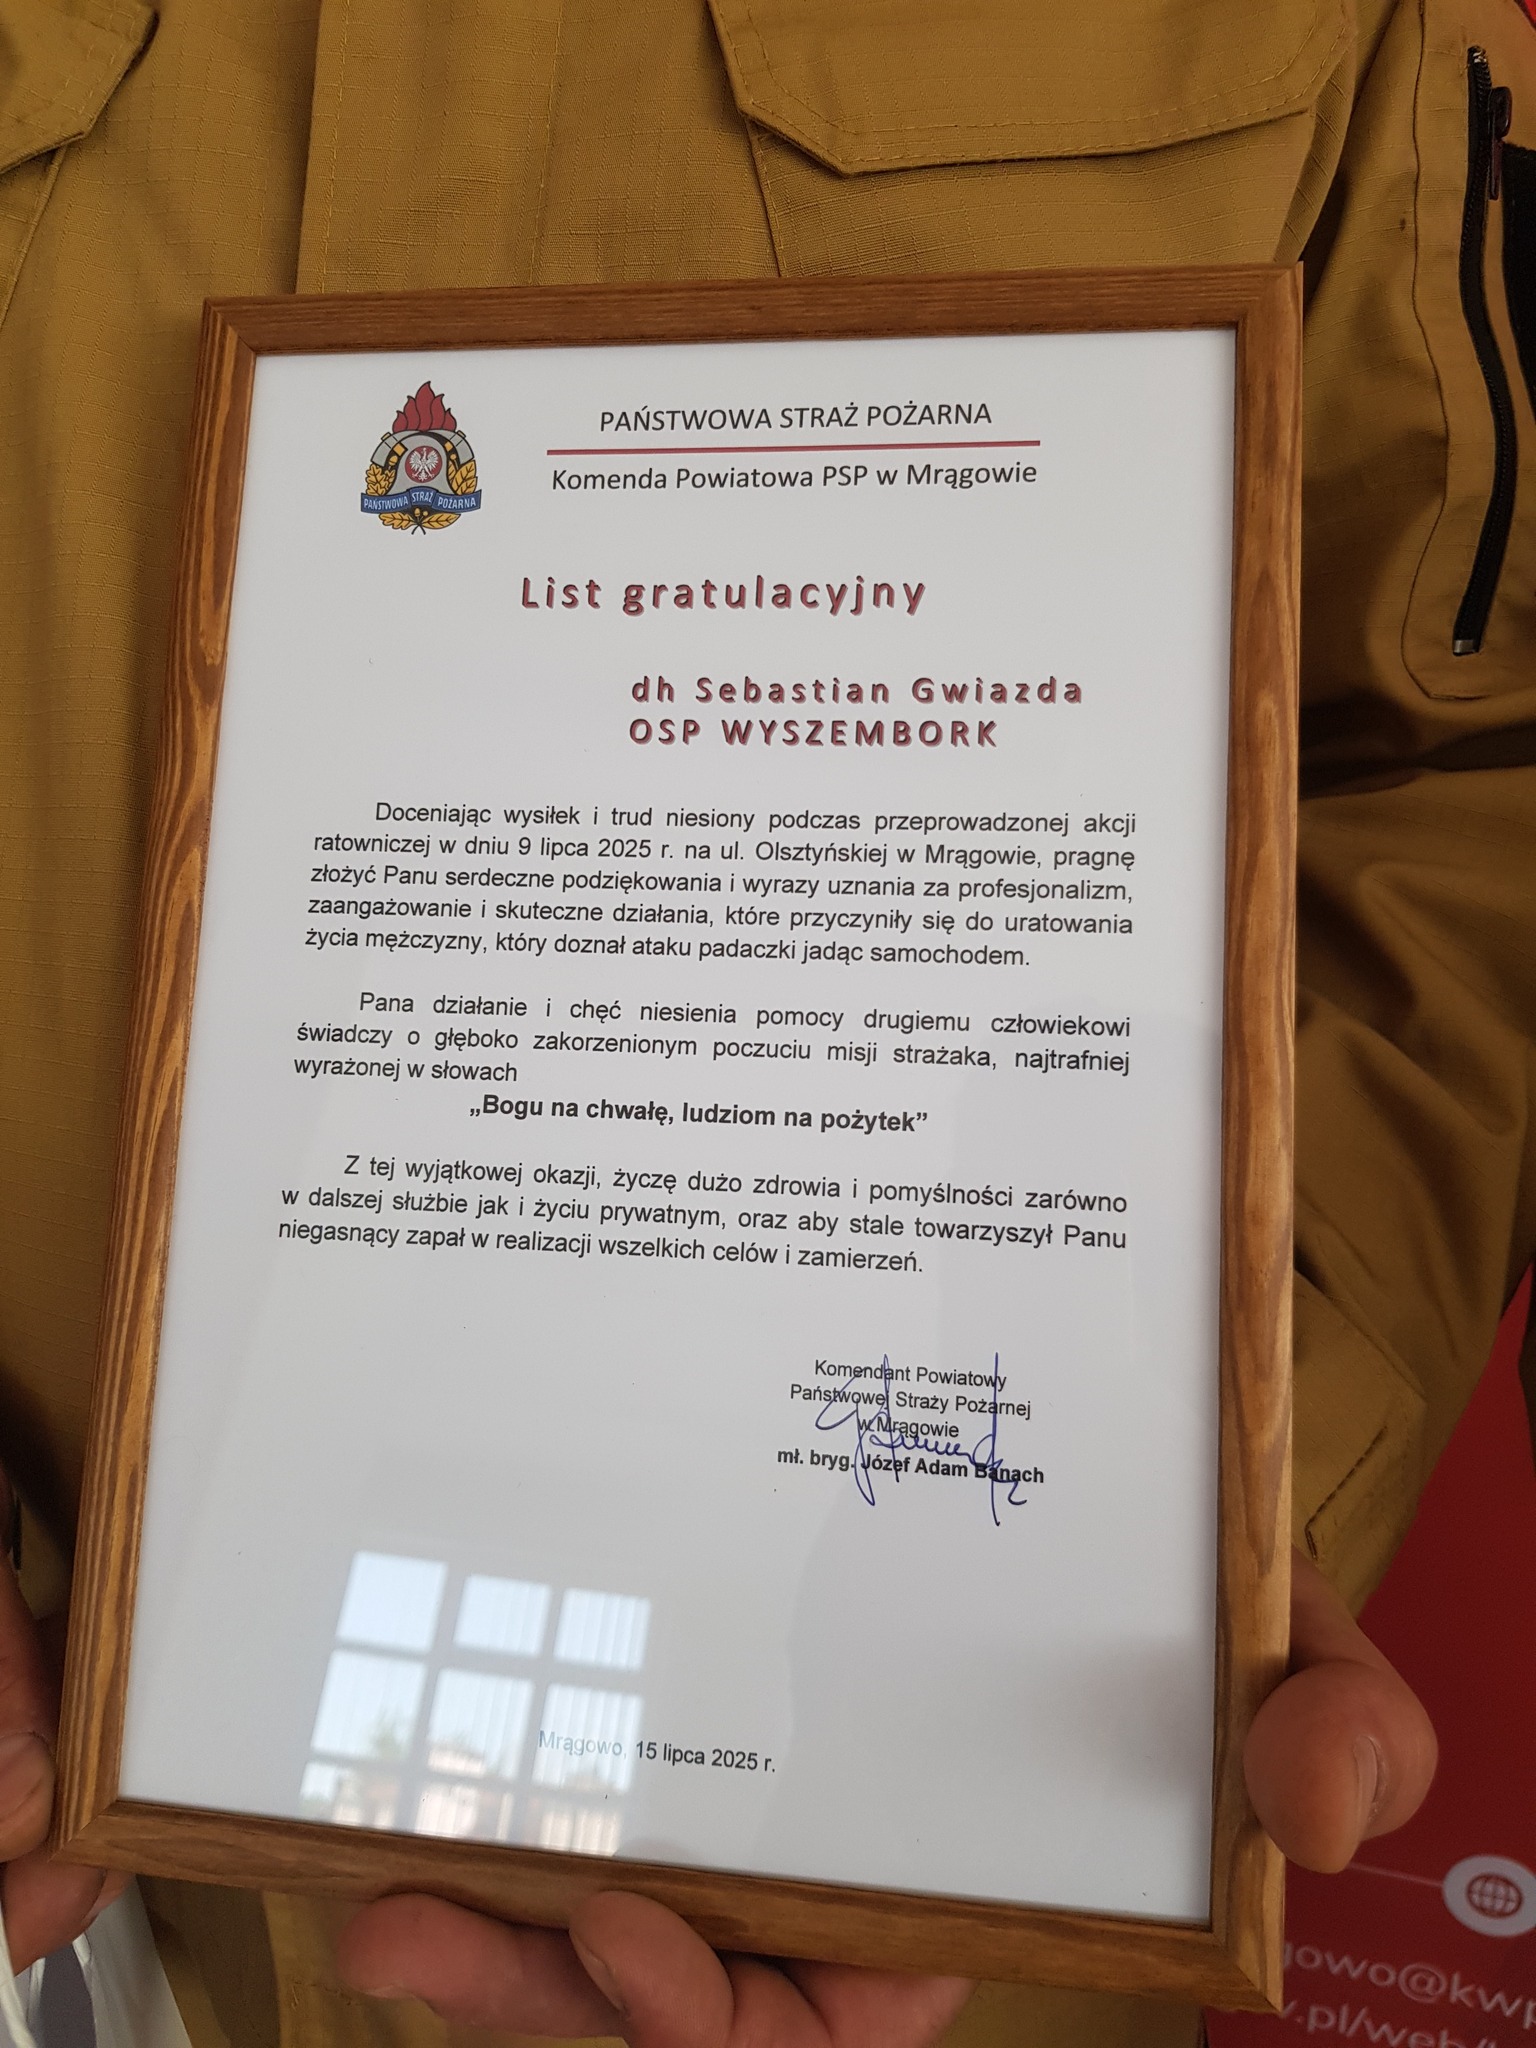 PAŃSTWOWA STRAŻ POŻARNA
PAŃSTWOWA STRAŻ POŻARNA
Komenda Powiatowa PSP w Mrągowie
List gratulacyjny
dh Sebastian Gwiazda
OSP WYSZEMBORK
Doceniając wysiłek i trud niesiony podczas przeprowadzonej akcji
ratowniczej w dniu 9 lipca 2025 r. na ul. Olsztyńskiej w Mrągowie, pragnę
złożyć Panu serdeczne podziękowania i wyrazy uznania za profesjonalizm,
zaangażowanie i skuteczne działania, które przyczyniły się do uratowania
życia mężczyzny, który doznał ataku padaczki jadąc samochodem.
Pana działanie i chęć niesienia pomocy drugiemu człowiekowi
świadczy o głęboko zakorzenionym poczuciu misji strażaka, najtrafniej
wyrażonej w słowach
„Bogu na chwałę, ludziom na pożytek”
Z tej wyjątkowej okazji, życzę dużo zdrowia i pomyślności zarówno
w dalszej służbie jak i życiu prywatnym, oraz aby stale towarzyszył Panu
niegasnący zapał w realizacji wszelkich celów i zamierzeń.
Komendant Powiatowy
Państwowej Straży Pożarnej
w Mrągowie
mł. bryg. Józef Adam Banach
Mrągowo, 15 lipca 2025 r.
gowo@kwp
.pl/web/